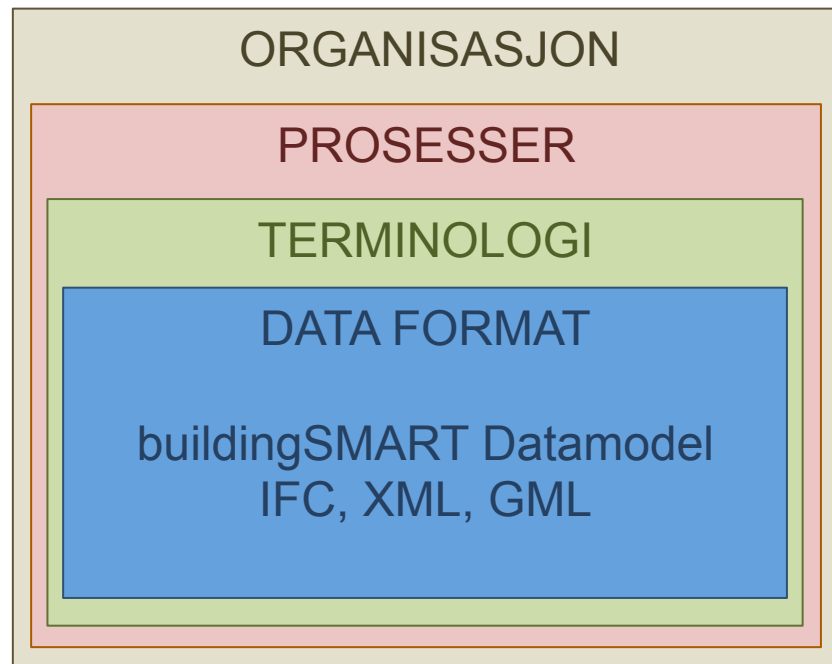 ORGANISASJON
PROSESSER
TERMINOLOGI
DATA FORMAT
buildingSMART Datamodel
IFC, XML, GML